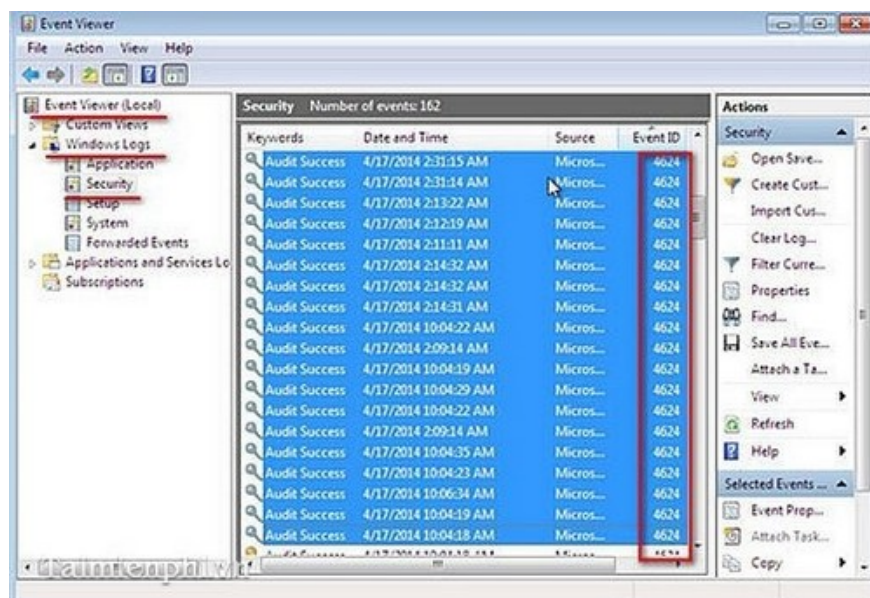 Event Viewer
File Action View Help
Event Viewer (Local)
Custom Views
Windows Logs
Application
Security
Setup
System
Forwarded Events
Applications and Services Lo
Subscriptions
Security Number of events: 162
Keywords Date and Time Source Event ID
Audit Success 4/17/2014 2:31:15 AM Micros... 4624
Audit Success 4/17/2014 2:31:14 AM Micros... 4624
Audit Success 4/17/2014 2:13:22 AM Micros... 4624
Audit Success 4/17/2014 2:12:19 AM Micros... 4624
Audit Success 4/17/2014 2:11:11 AM Micros... 4624
Audit Success 4/17/2014 2:14:32 AM Micros... 4624
Audit Success 4/17/2014 2:14:32 AM Micros... 4624
Audit Success 4/17/2014 2:14:31 AM Micros... 4624
Audit Success 4/17/2014 10:04:22 AM Micros... 4624
Audit Success 4/17/2014 2:09:14 AM Micros... 4624
Audit Success 4/17/2014 10:04:19 AM Micros... 4624
Audit Success 4/17/2014 10:04:29 AM Micros... 4624
Audit Success 4/17/2014 10:04:22 AM Micros... 4624
Audit Success 4/17/2014 2:09:14 AM Micros... 4624
Audit Success 4/17/2014 10:04:35 AM Micros... 4624
Audit Success 4/17/2014 10:04:23 AM Micros... 4624
Audit Success 4/17/2014 10:06:34 AM Micros... 4624
Audit Success 4/17/2014 10:04:19 AM Micros... 4624
Audit Success 4/17/2014 10:04:18 AM Micros... 4624
Actions
Security
Open Save...
Create Cust...
Import Cus...
Clear Log...
Filter Curre...
Properties
Find...
Save All Eve...
Attach a Ta...
View
Refresh
Help
Selected Events ...
Event Prop...
Attach Task...
Copy
Taimienphi.vn